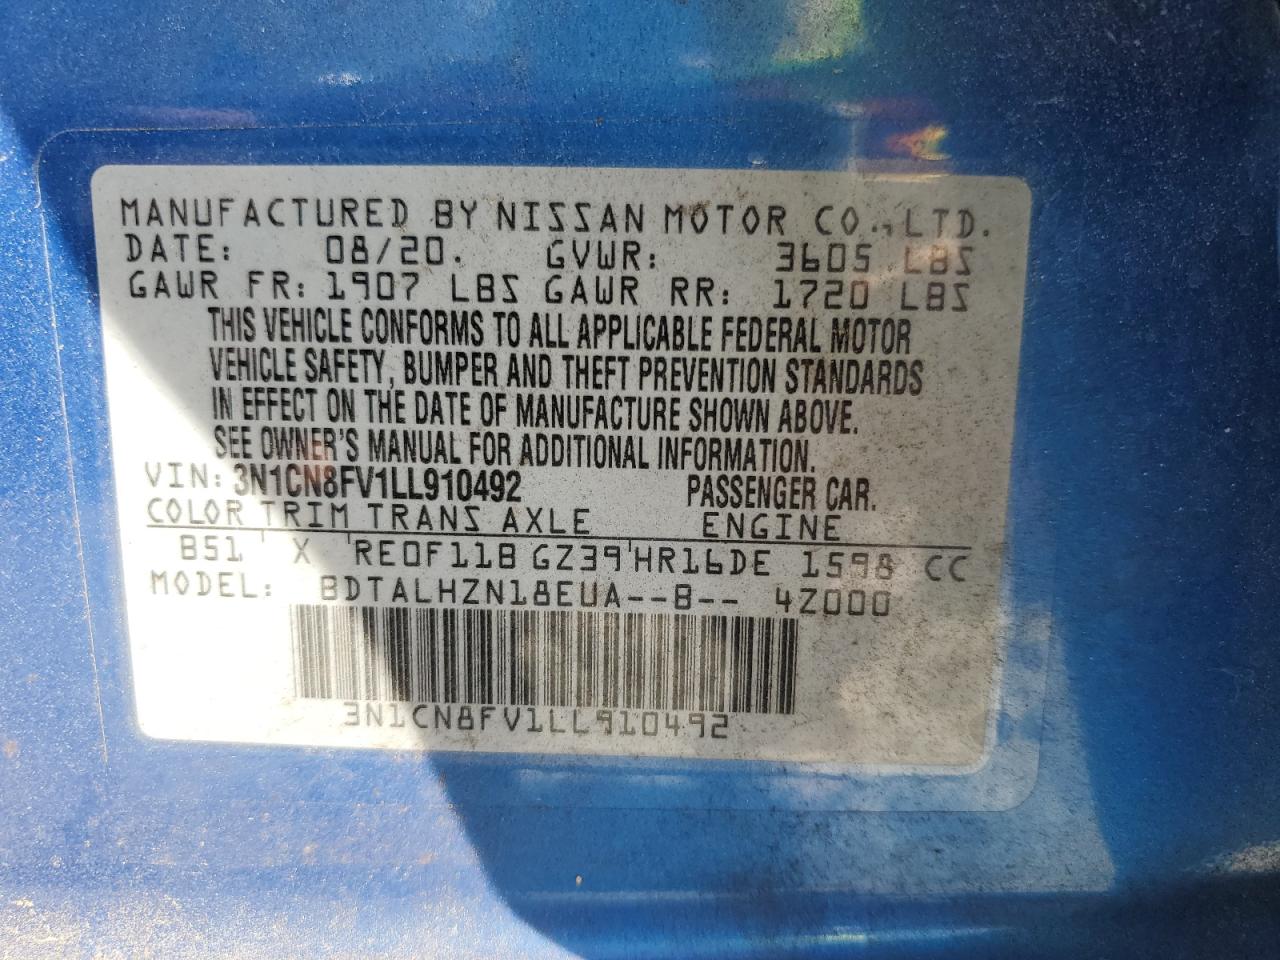 MANUFACTURED BY NISSAN MOTOR CO., LTD.
DATE: 08/20. GVWR: 3605 LBS
GAWR FR: 1907 LBS GAWR RR: 1720 LBS
THIS VEHICLE CONFORMS TO ALL APPLICABLE FEDERAL MOTOR
VEHICLE SAFETY, BUMPER AND THEFT PREVENTION STANDARDS
IN EFFECT ON THE DATE OF MANUFACTURE SHOWN ABOVE.
SEE OWNER'S MANUAL FOR ADDITIONAL INFORMATION.
VIN: 3N1CN8FV1LL910492 PASSENGER CAR.
COLOR TRIM TRANS AXLE ENGINE
B51 X RE0F11B GZ39 HR16DE 1598 CC
MODEL: BDTALHZN18EUA--B-- 4Z000
3N1CN8FV1LL910492